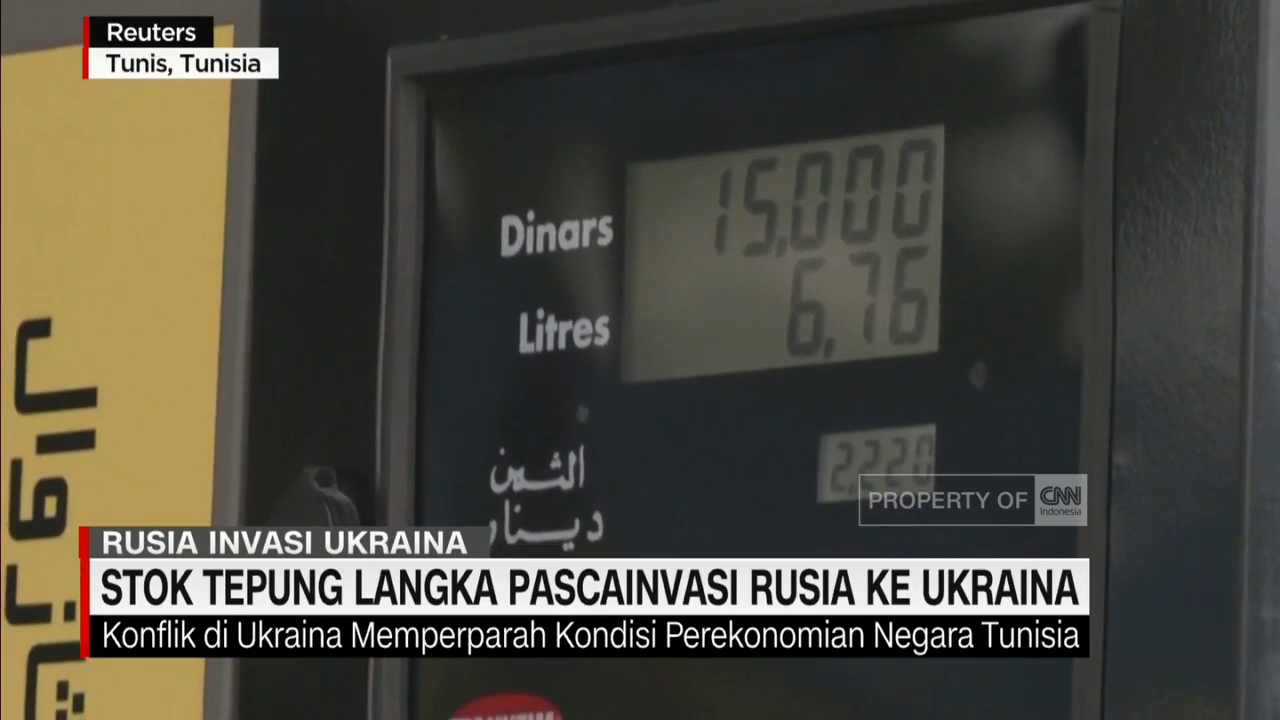 Reuters
Tunis, Tunisia
15,000
Dinars
6,76
Litres
2.220
الثمن
دينار
PROPERTY OF CNN Indonesia
ڨازوال
RUSIA INVASI UKRAINA
STOK TEPUNG LANGKA PASCAINVASI RUSIA KE UKRAINA
Konflik di Ukraina Memperparah Kondisi Perekonomian Negara Tunisia